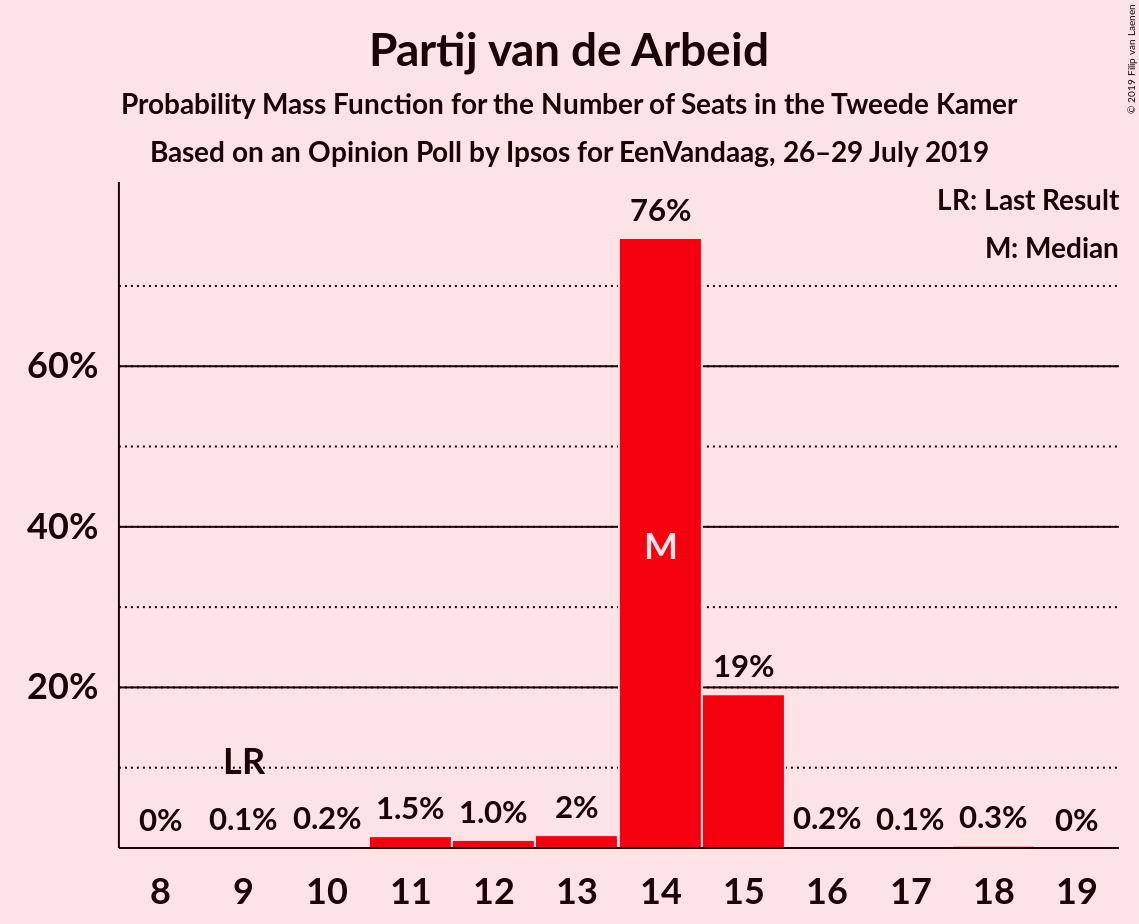 Partij van de Arbeid
Probability Mass Function for the Number of Seats in the Tweede Kamer
Based on an Opinion Poll by Ipsos for EenVandaag, 26–29 July 2019
© 2019 Filip van Laenen
LR: Last Result
M: Median
76%
60%
M
40%
19%
20%
LR
0% 0.1% 0.2% 1.5% 1.0% 2% 0.2% 0.1% 0.3% 0%
8 9 10 11 12 13 14 15 16 17 18 19